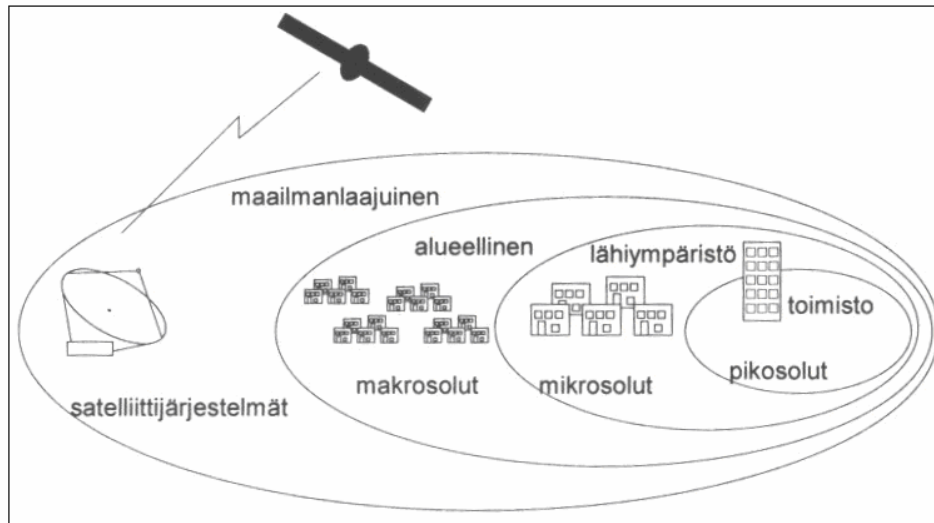 maailmanlaajuinen
alueellinen
lähiympäristö
toimisto
pikosolut
mikrosolut
makrosolut
satelliittijärjestelmät